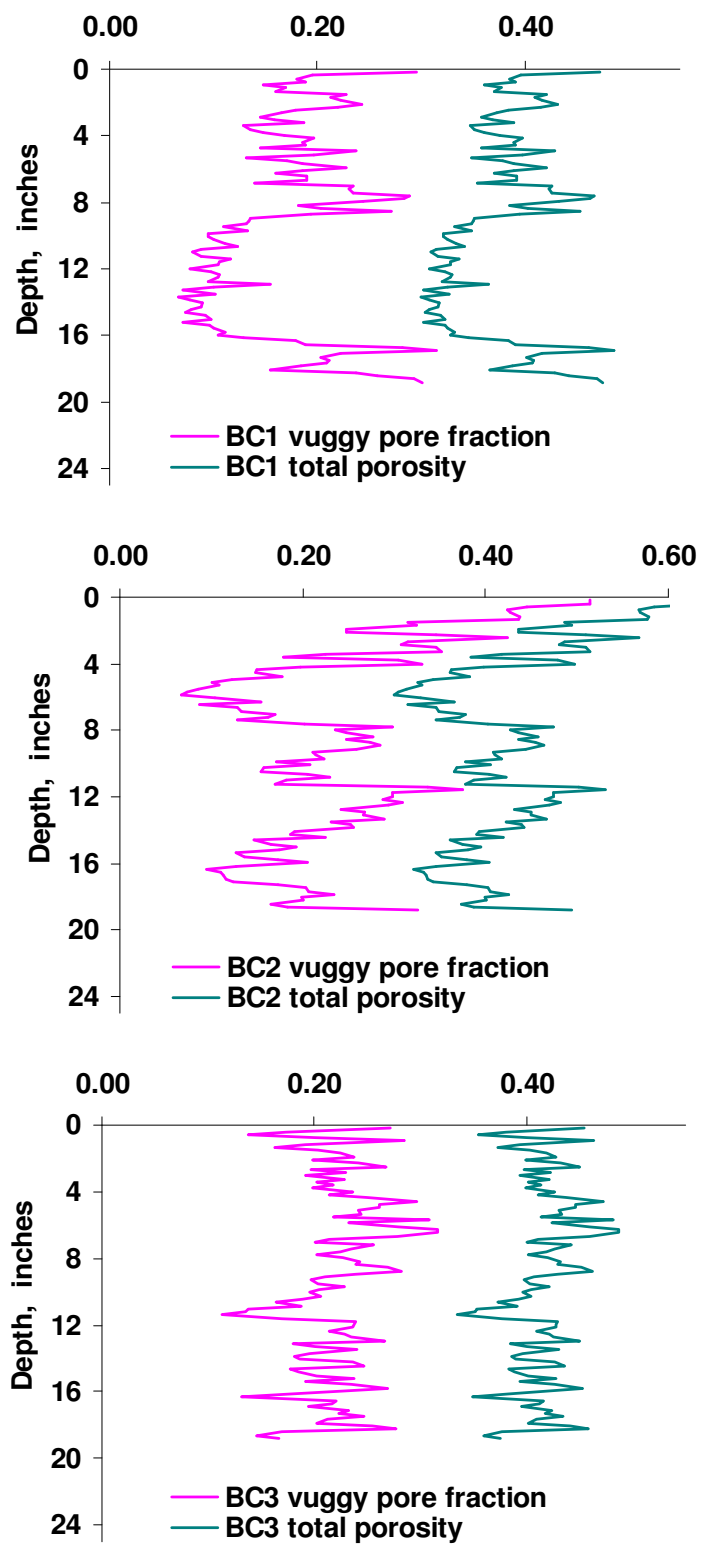 0.00 0.20 0.40
0
4
8
12
16
20
24
Depth, inches
BC1 vuggy pore fraction
BC1 total porosity
0.00 0.20 0.40 0.60
0
4
8
12
16
20
24
Depth, inches
BC2 vuggy pore fraction
BC2 total porosity
0.00 0.20 0.40
0
4
8
12
16
20
24
Depth, inches
BC3 vuggy pore fraction
BC3 total porosity